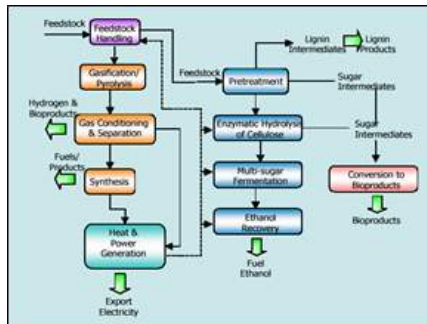 Feedstock
Feedstock
Handling
Lignin
Intermediates
Lignin
Products
Gasification/
Pyrolysis
Feedstock
Pretreatment
Sugar
Intermediates
Hydrogen &
Bioproducts
Gas Conditioning
& Separation
Enzymatic Hydrolysis
of Cellulose
Sugar
Intermediates
Fuels/
Products
Synthesis
Multi-sugar
Fermentation
Conversion to
Bioproducts
Heat &
Power
Generation
Ethanol
Recovery
Bioproducts
Fuel
Ethanol
Export
Electricity